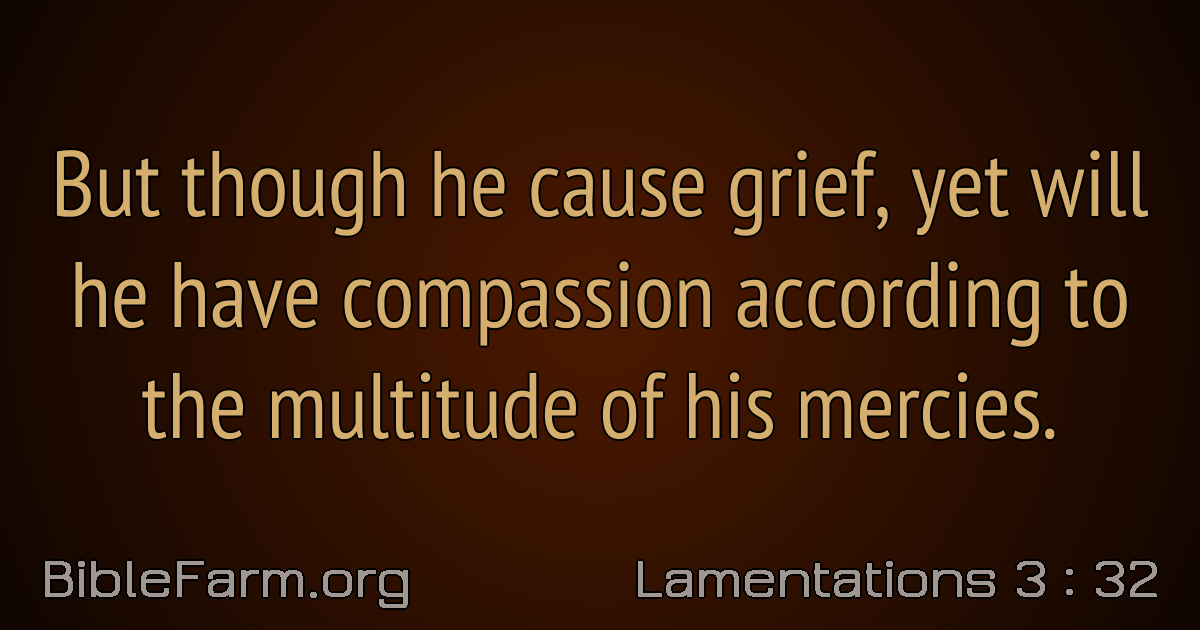 But though he cause grief, yet will
he have compassion according to
the multitude of his mercies.
BibleFarm.org
Lamentations 3 : 32